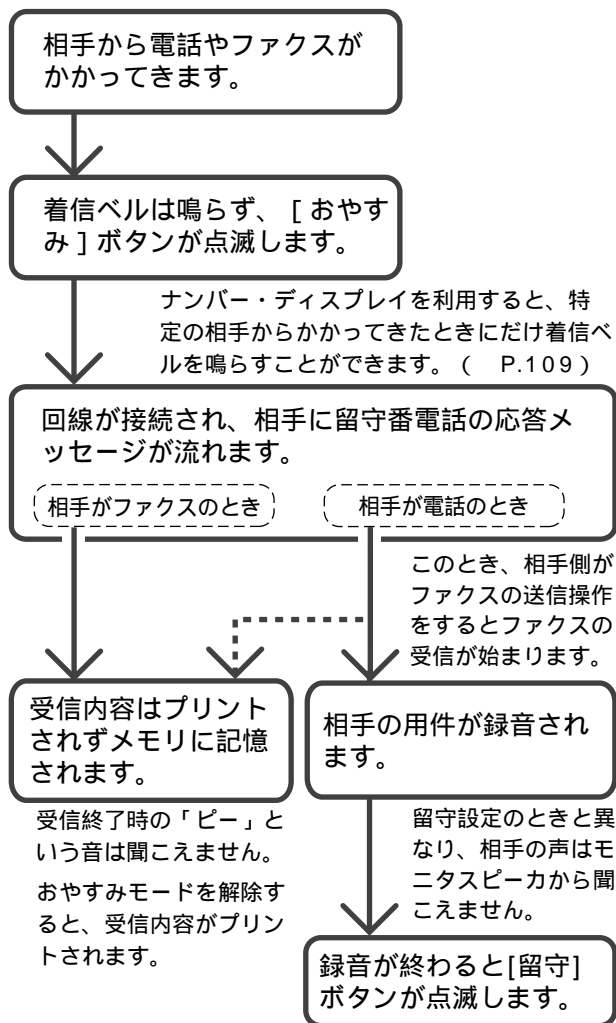 相手から電話やファクスが
かかってきます。
着信ベルは鳴らず、［おやす
み］ボタンが点滅します。
ナンバー・ディスプレイを利用すると、特
定の相手からかかってきたときにだけ着信ベ
ルを鳴らすことができます。（　P.109）
回線が接続され、相手に留守番電話の応答メ
ッセージが流れます。
相手がファクスのとき
相手が電話のとき
このとき、相手側が
ファクスの送信操作
をするとファクスの
受信が始まります。
受信内容はプリント
されずメモリに記憶
されます。
相手の用件が録音され
ます。
受信終了時の「ピー」と
いう音は聞こえません。
おやすみモードを解除す
ると、受信内容がプリン
トされます。
留守設定のときと異
なり、相手の声はモ
ニタスピーカから聞
こえません。
録音が終わると[留守]
ボタンが点滅します。